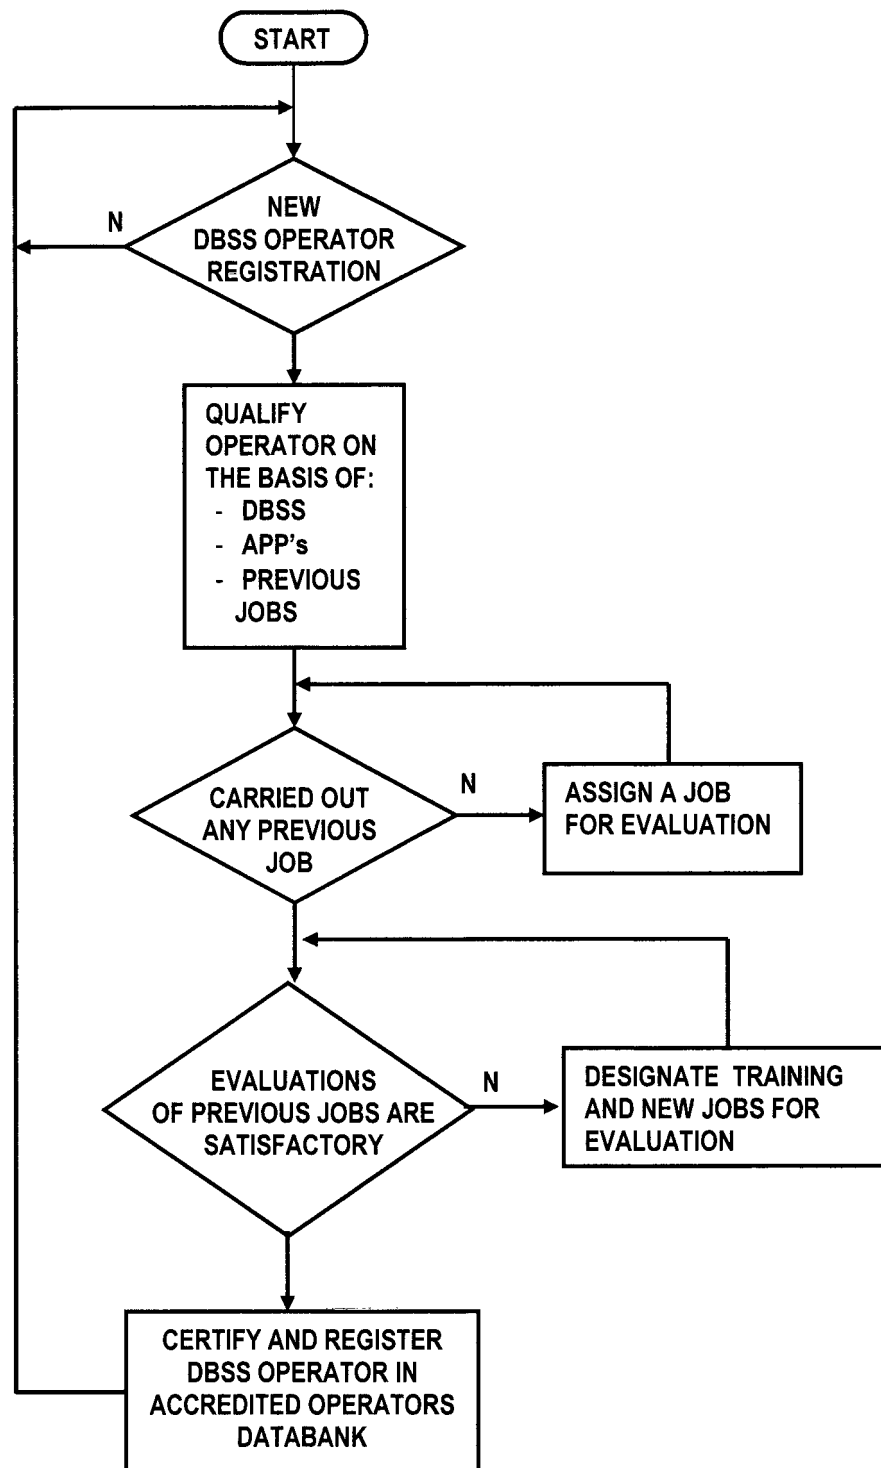 START
N
NEW
DBSS OPERATOR
REGISTRATION
QUALIFY
OPERATOR ON
THE BASIS OF:
- DBSS
- APP's
- PREVIOUS
JOBS
CARRIED OUT
ANY PREVIOUS
JOB
N
ASSIGN A JOB
FOR EVALUATION
EVALUATIONS
OF PREVIOUS JOBS ARE
SATISFACTORY
N
DESIGNATE TRAINING
AND NEW JOBS FOR
EVALUATION
CERTIFY AND REGISTER
DBSS OPERATOR IN
ACCREDITED OPERATORS
DATABANK